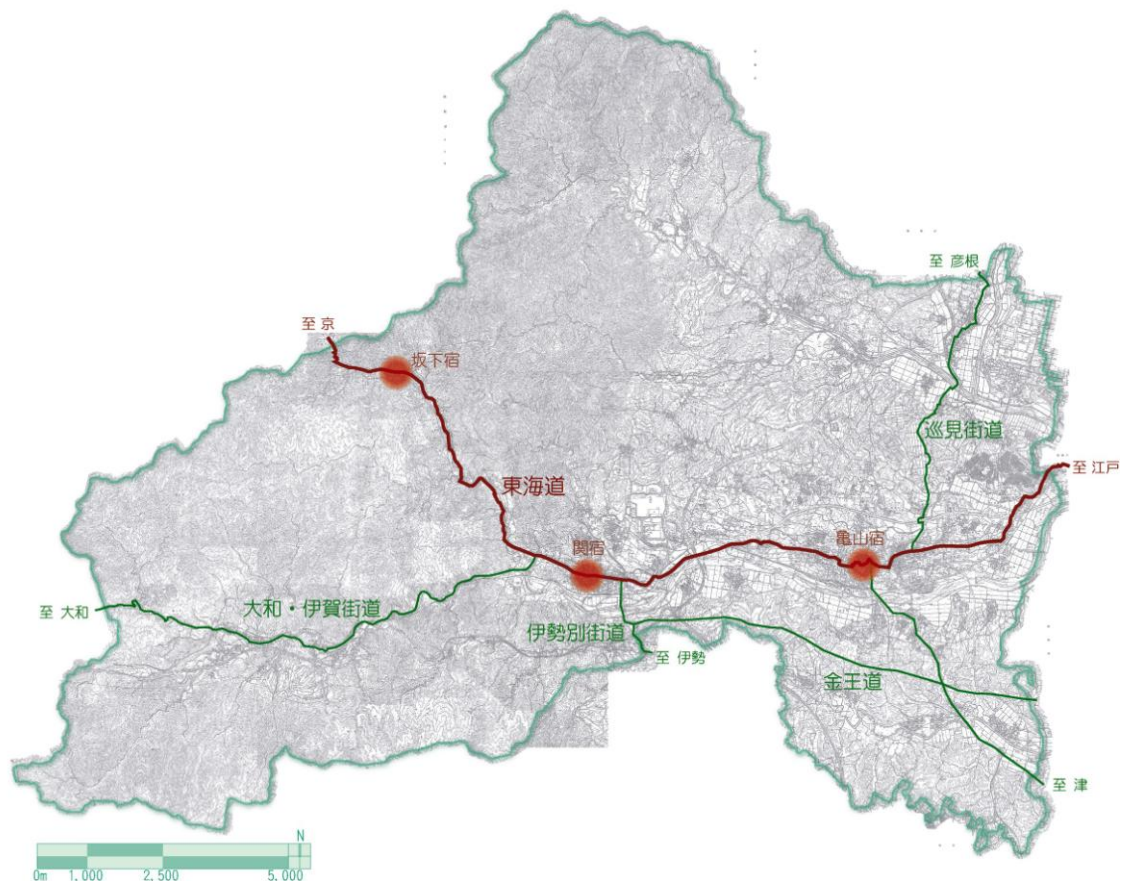 至 彦根
至 京
坂下宿
巡見街道
至 江戸
東海道
亀山宿
関宿
大和・伊賀街道
至 大和
伊勢別街道
至 伊勢
金王道
至 津
N
0m 1,000 2,500 5,000